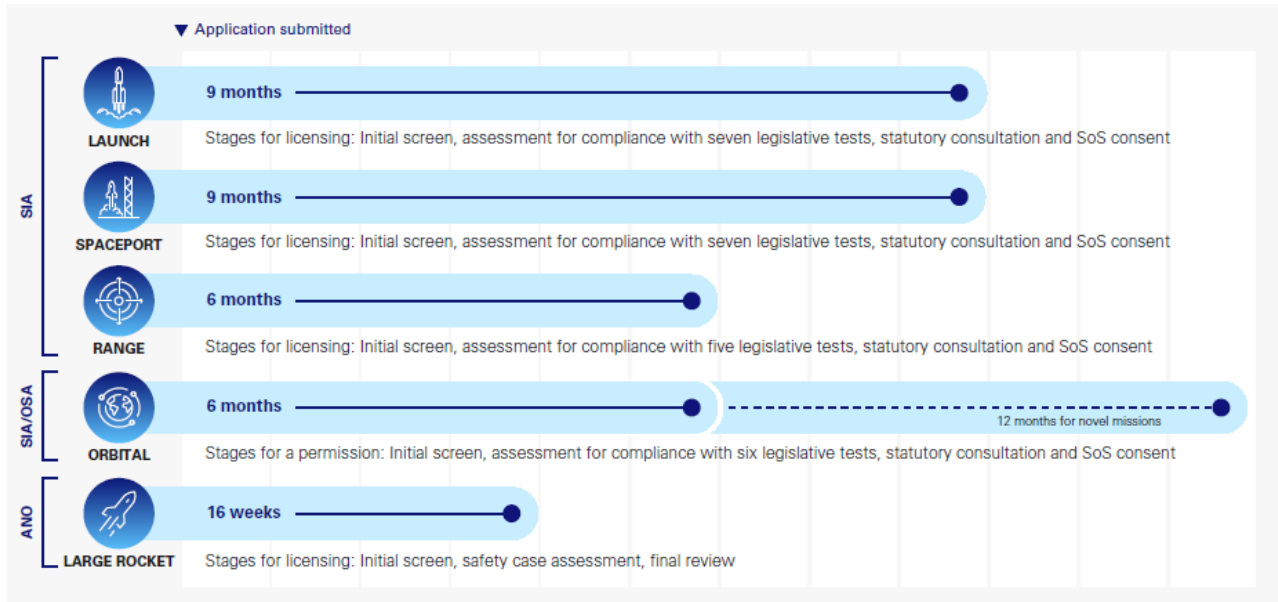 Application submitted
SIA
9 months
LAUNCH
Stages for licensing: Initial screen, assessment for compliance with seven legislative tests, statutory consultation and SoS consent
9 months
SPACEPORT
Stages for licensing: Initial screen, assessment for compliance with seven legislative tests, statutory consultation and SoS consent
6 months
RANGE
Stages for licensing: Initial screen, assessment for compliance with five legislative tests, statutory consultation and SoS consent
SIA/OSA
6 months
12 months for novel missions
ORBITAL
Stages for a permission: Initial screen, assessment for compliance with six legislative tests, statutory consultation and SoS consent
ANO
16 weeks
LARGE ROCKET
Stages for licensing: Initial screen, safety case assessment, final review